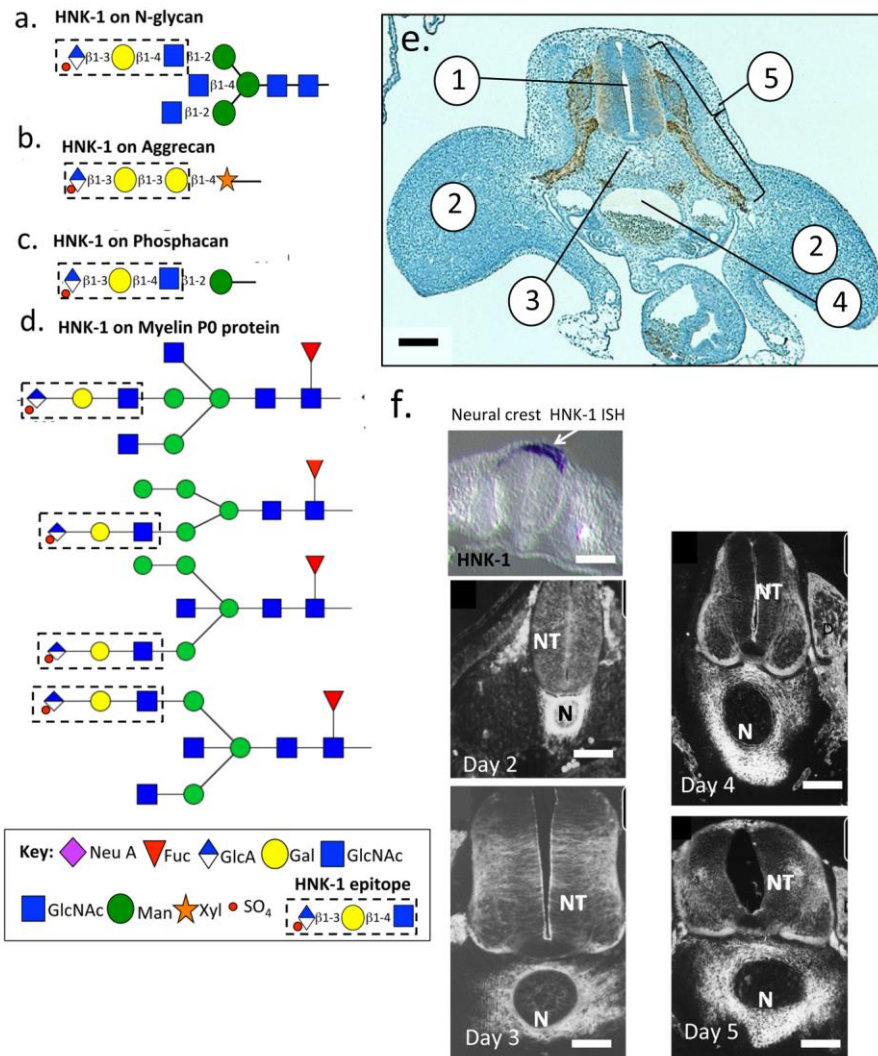 a. HNK-1 on N-glycan
β1-3 β1-4 β1-2
β1-4
β1-2
b.
HNK-1 on Aggrecan
β1-3 β1-3 β1-4
c.
HNK-1 on Phosphacan
β1-3 β1-4 β1-2
d.
HNK-1 on Myelin P0 protein
Key: Neu A Fuc GlcA Gal GlcNAc
GlcNAc Man Xyl SO4
HNK-1 epitope
β1-3 β1-4
e.
1
5
2
2
3
4
f.
Neural crest HNK-1 ISH
HNK-1
NT
N
Day 2
NT
N
Day 3
NT
D
N
Day 4
NT
N
Day 5